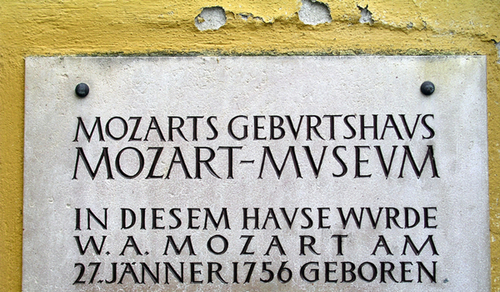 MOZARTS GEBVRTSHAVS
MOZART-MVSEVM
IN DIESEM HAVSE WVRDE
W. A. MOZART AM
27. JÄNNER 1756 GEBOREN.